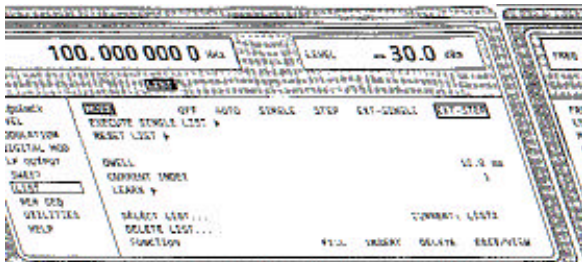 100.000 000 0 MHz LEVEL - 30.0 dBm FREQ
LIST
MODE OFF AUTO SINGLE STEP EXT-SINGLE EXT-STEP
EXECUTE SINGLE LIST
RESET LIST
DIGITAL MOD
LF OUTPUT
SWEEP
LIST
MEM SEQ
UTILITIES
HELP
DWELL 10.0 ms
CURRENT INDEX 1
LEARN
SELECT LIST... CURRENT: LIST2
DELETE LIST...
FUNCTION FILL INSERT DELETE EDIT/VIEW